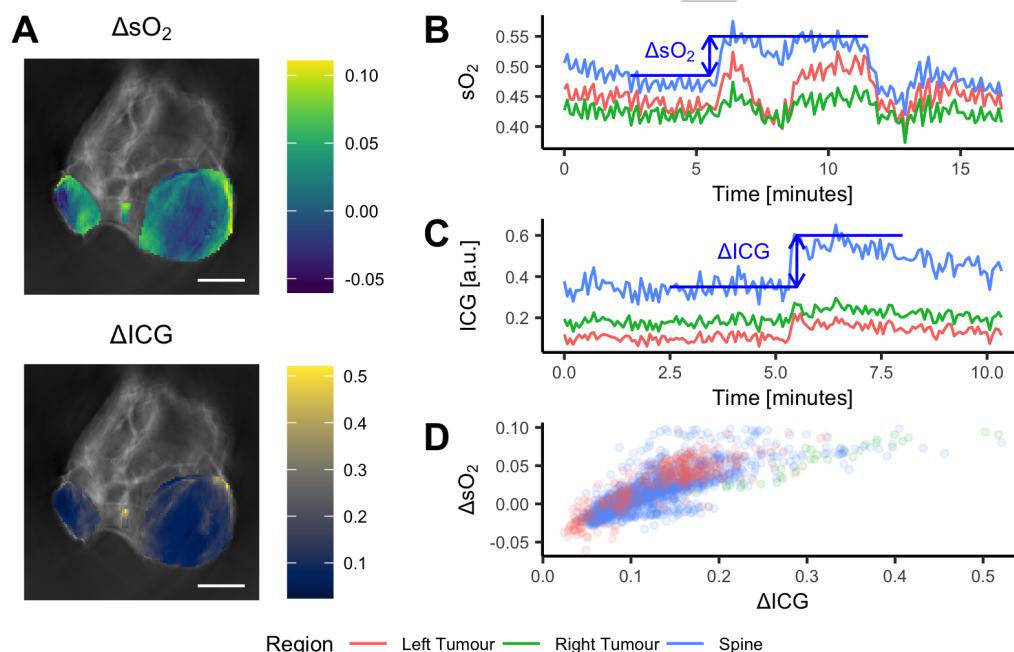 A
ΔsO₂
0.10
0.05
0.00
-0.05
ΔICG
0.5
0.4
0.3
0.2
0.1
B
sO₂
0.55
0.50
0.45
0.40
ΔsO₂
0
5
10
15
Time [minutes]
C
ICG [a.u.]
0.6
0.4
0.2
ΔICG
0.0
2.5
5.0
7.5
10.0
Time [minutes]
D
ΔsO₂
0.10
0.05
0.00
-0.05
0.0
0.1
0.2
0.3
0.4
0.5
ΔICG
Region Left Tumour Right Tumour Spine